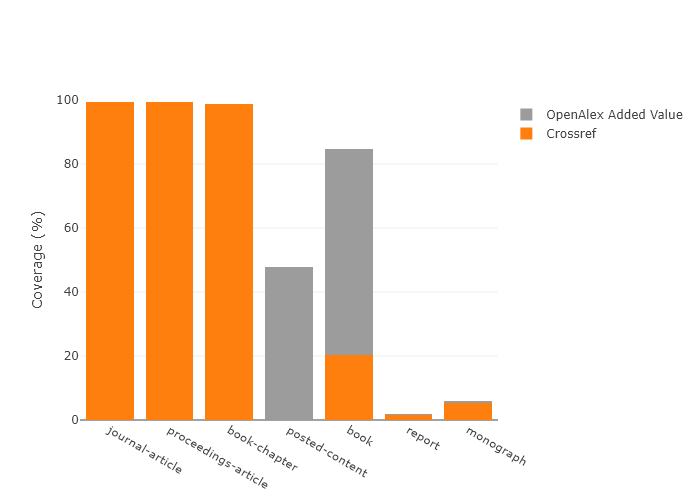 OpenAlex Added Value
Crossref
Coverage (%)
100
80
60
40
20
0
journal-article
proceedings-article
book-chapter
posted-content
book
report
monograph